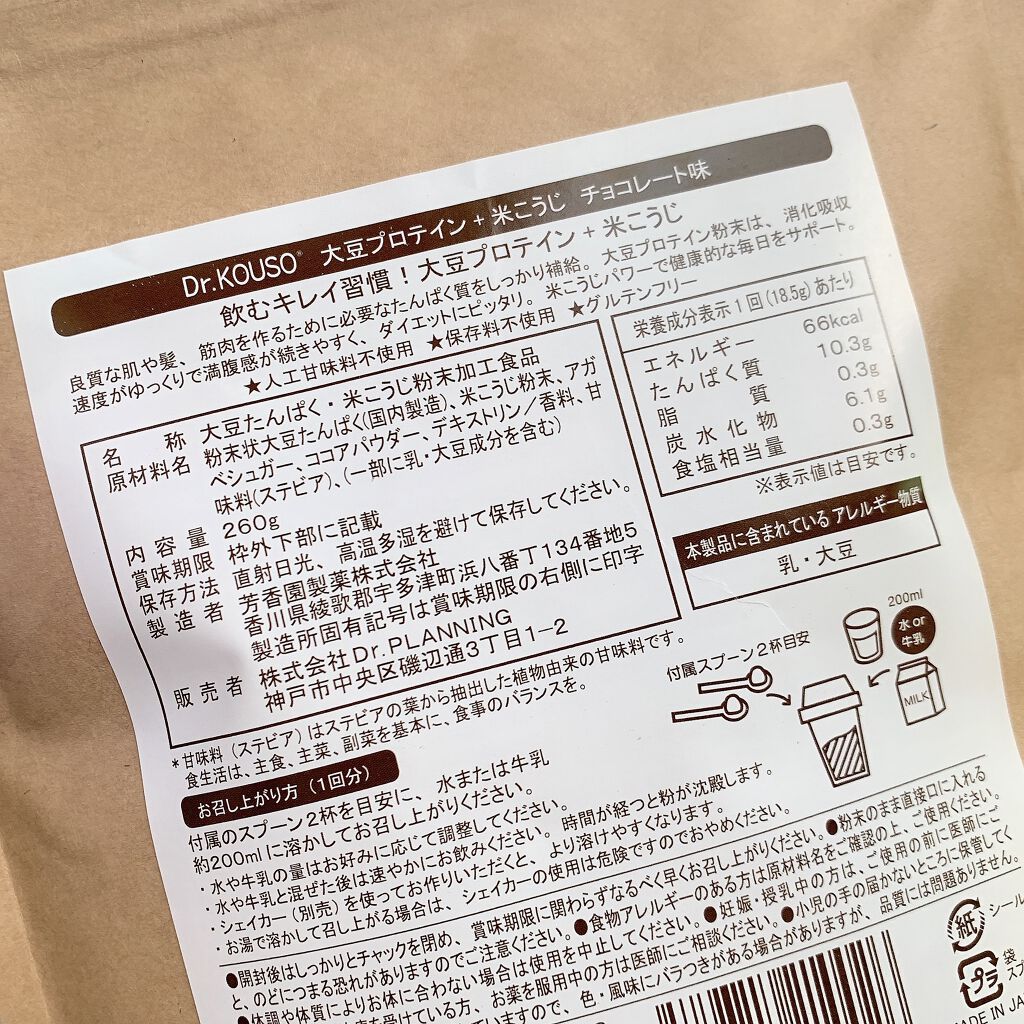 Dr.KOUSO® 大豆プロテイン + 米こうじ チョコレート味
飲むキレイ習慣！大豆プロテイン + 米こうじ
良質な肌や髪、筋肉を作るために必要なたんぱく質をしっかり補給。大豆プロテイン粉末は、消化吸収
速度がゆっくりで満腹感が続きやすく、ダイエットにピッタリ。米こうじパワーで健康的な毎日をサポート。
★人工甘味料不使用 ★保存料不使用 ★グルテンフリー
名称 大豆たんぱく・米こうじ粉末加工食品
原材料名 粉末状大豆たんぱく(国内製造)、米こうじ粉末、アガ
ベシュガー、ココアパウダー、デキストリン／香料、甘
味料(ステビア)、(一部に乳・大豆成分を含む)
内容量 260g
賞味期限 枠外下部に記載
保存方法 直射日光、高温多湿を避けて保存してください。
製造者 芳香園製薬株式会社
香川県綾歌郡宇多津町浜八番丁134番地5
製造所固有記号は賞味期限の右側に印字
販売者 株式会社Dr.PLANNING
神戸市中央区磯辺通3丁目1-2
栄養成分表示1回(18.5g)あたり
エネルギー 66kcal
たんぱく質 10.3g
脂質 0.3g
炭水化物 6.1g
食塩相当量 0.3g
※表示値は目安です。
本製品に含まれているアレルギー物質
乳・大豆
*甘味料（ステビア）はステビアの葉から抽出した植物由来の甘味料です。
食生活は、主食、主菜、副菜を基本に、食事のバランスを。
付属スプーン2杯目安
200ml
水 or
牛乳
MILK
お召し上がり方（1回分）
付属のスプーン2杯を目安に、水または牛乳
約200mlに溶かしてお召し上がりください。
・水や牛乳の量はお好みに応じて調整してください。
・水や牛乳と混ぜた後は速やかにお飲みください。時間が経つと粉が沈殿します。
・シェイカー（別売）を使ってお作りいただくと、より溶けやすくなります。
・お湯で溶かして召し上がる場合は、シェイカーの使用は危険ですのでおやめください。
●開封後はしっかりとチャックを閉め、賞味期限に関わらずなるべく早くお召し上がりください。●粉末のまま直接口に入れる
と、のどにつまる恐れがありますのでご注意ください。●食物アレルギーのある方は原材料名をご確認の上、ご使用ください。
●体調や体質によりお体に合わない場合は使用を中止してください。●妊娠・授乳中の方は、ご使用の前に医師にご
を受けている方、お薬を服用中の方は医師にご相談ください。●小児の手の届かないところに保管して
ていますので、色・風味にバラつきがある場合がありますが、品質には問題ありません。
紙
シール
プラ
袋
スプ
MADE IN JA